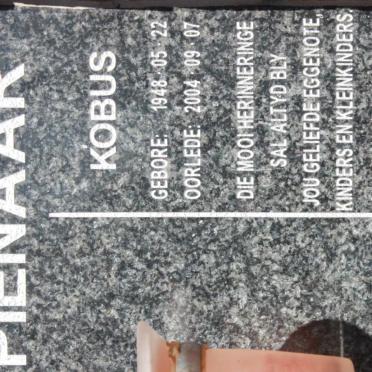 PIENAAR
KOBUS
GEBORE: 1948 05 22
OORLEDE: 2004 09 07
DIE MOOI HERINNERINGE
SAL ALTYD BLY
JOU GELIEFDE EGGENOTE,
KINDERS EN KLEINKINDERS